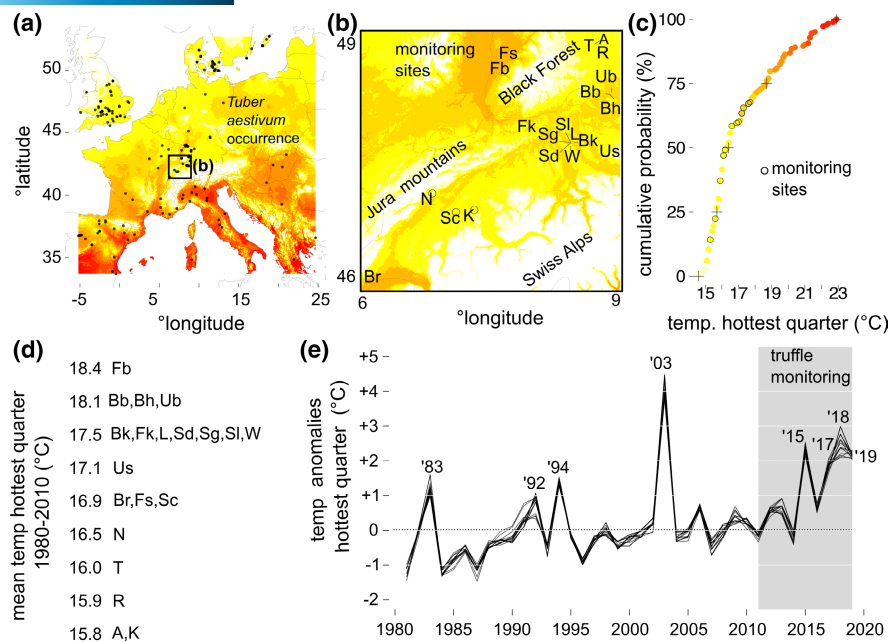 (a)
50
45
40
35
°latitude
-5
5
15
25
°longitude
Tuber
aestivum
occurrence
(b)
(b)
49
46
6
9
°longitude
monitoring
sites
Fs
Fb
Black Forest
T
A
R
Ub
Bb
Bh
Fk
Sg
Sl
L
Bk
Us
Sd
W
Jura mountains
N
Sc
K
Swiss Alps
Br
(c)
100
75
50
25
0
cumulative probability (%)
monitoring
sites
15
17
19
21
23
temp. hottest quarter (°C)
(d)
mean temp hottest quarter
1980-2010 (°C)
18.4 Fb
18.1 Bb,Bh,Ub
17.5 Bk,Fk,L,Sd,Sg,Sl,W
17.1 Us
16.9 Br,Fs,Sc
16.5 N
16.0 T
15.9 R
15.8 A,K
(e)
temp anomalies
hottest quarter (°C)
+5
+4
+3
+2
+1
0
-1
-2
'83
'92
'94
'03
truffle
monitoring
'15
'17
'18
'19
1980
1985
1990
1995
2000
2005
2010
2015
2020